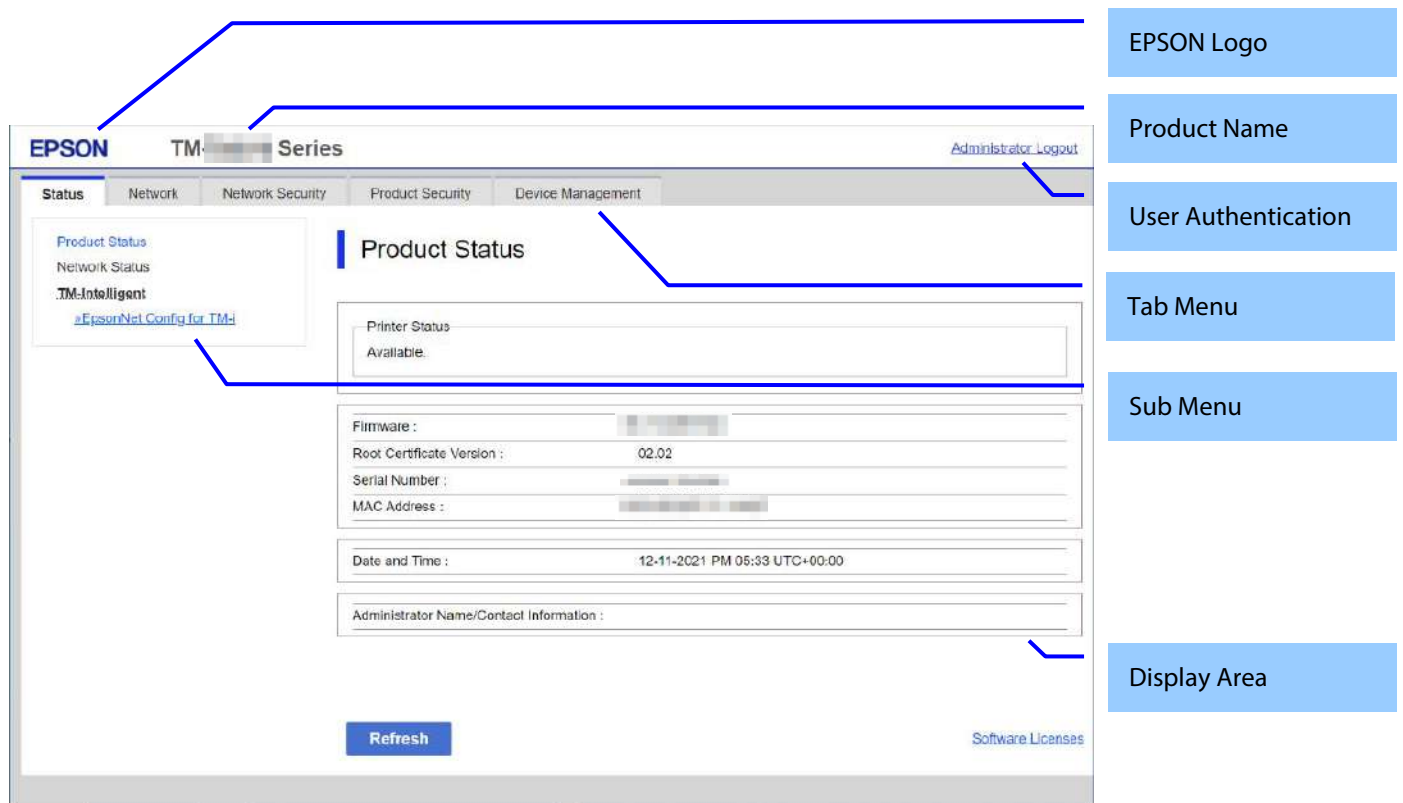 EPSON Logo
Product Name
EPSON TM- Series
Administrator Logout
Status Network Network Security Product Security Device Management
User Authentication
Product Status
Network Status
TM-Intelligent
»EpsonNet Config for TM-i
Product Status
Tab Menu
Printer Status
Available.
Sub Menu
Firmware :
Root Certificate Version : 02.02
Serial Number :
MAC Address :
Date and Time : 12-11-2021 PM 05:33 UTC+00:00
Administrator Name/Contact Information :
Display Area
Refresh
Software Licenses